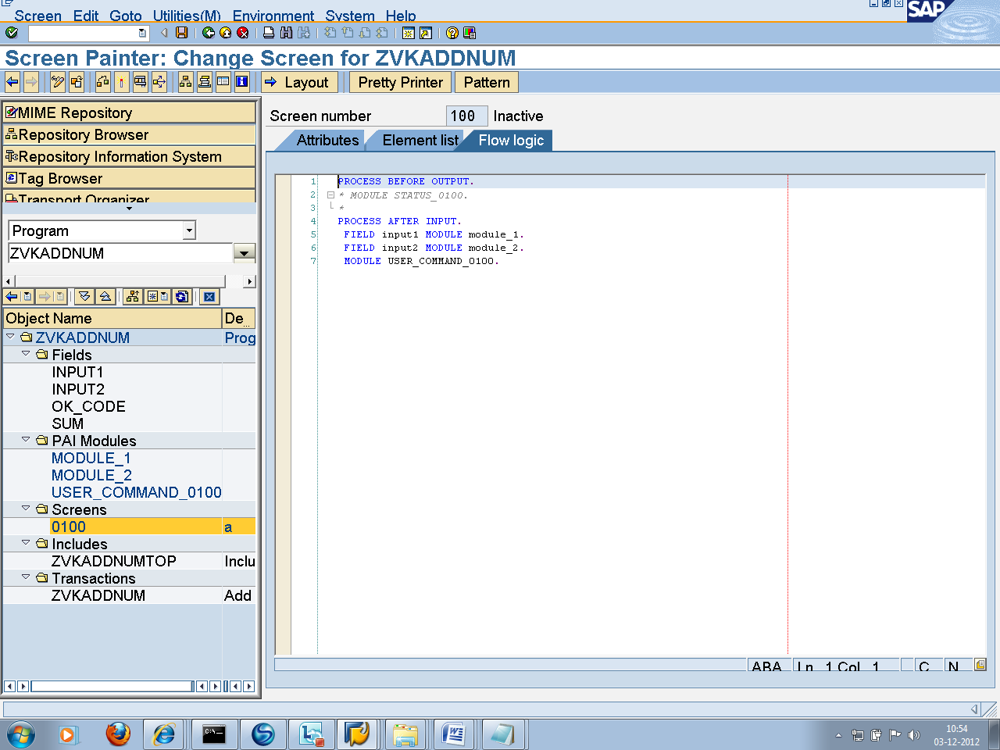 Screen Edit Goto Utilities(M) Environment System Help
SAP
Screen Painter: Change Screen for ZVKADDNUM
Layout Pretty Printer Pattern
MIME Repository
Repository Browser
Repository Information System
Tag Browser
Transport Organizer
Program
ZVKADDNUM
Object Name De...
ZVKADDNUM Prog
Fields
INPUT1
INPUT2
OK_CODE
SUM
PAI Modules
MODULE_1
MODULE_2
USER_COMMAND_0100
Screens
0100 a
Includes
ZVKADDNUMTOP Inclu
Transactions
ZVKADDNUM Add
Screen number 100 Inactive
Attributes Element list Flow logic
1 PROCESS BEFORE OUTPUT.
2 * MODULE STATUS_0100.
3 *
4 PROCESS AFTER INPUT.
5 FIELD input1 MODULE module_1.
6 FIELD input2 MODULE module_2.
7 MODULE USER_COMMAND_0100.
ABA Ln 1 Col 1 C N
10:54
03-12-2012